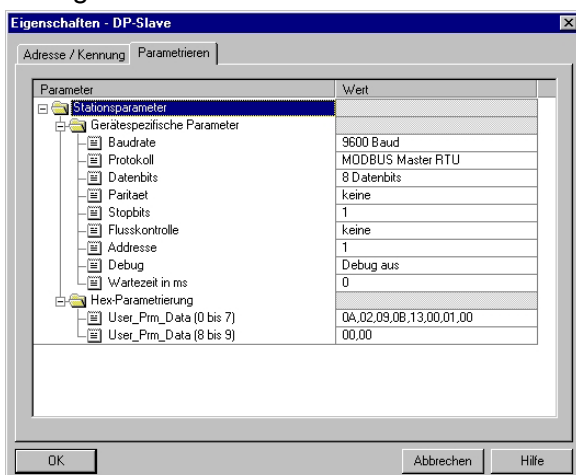 Eigenschaften - DP-Slave
Adresse / Kennung Parametrieren
Parameter Wert
Stationsparameter
Gerätespezifische Parameter
Baudrate 9600 Baud
Protokoll MODBUS Master RTU
Datenbits 8 Datenbits
Paritaet keine
Stopbits 1
Flusskontrolle keine
Addresse 1
Debug Debug aus
Wartezeit in ms 0
Hex-Parametrierung
User_Prm_Data (0 bis 7) 0A,02,09,0B,13,00,01,00
User_Prm_Data (8 bis 9) 00,00
OK Abbrechen Hilfe